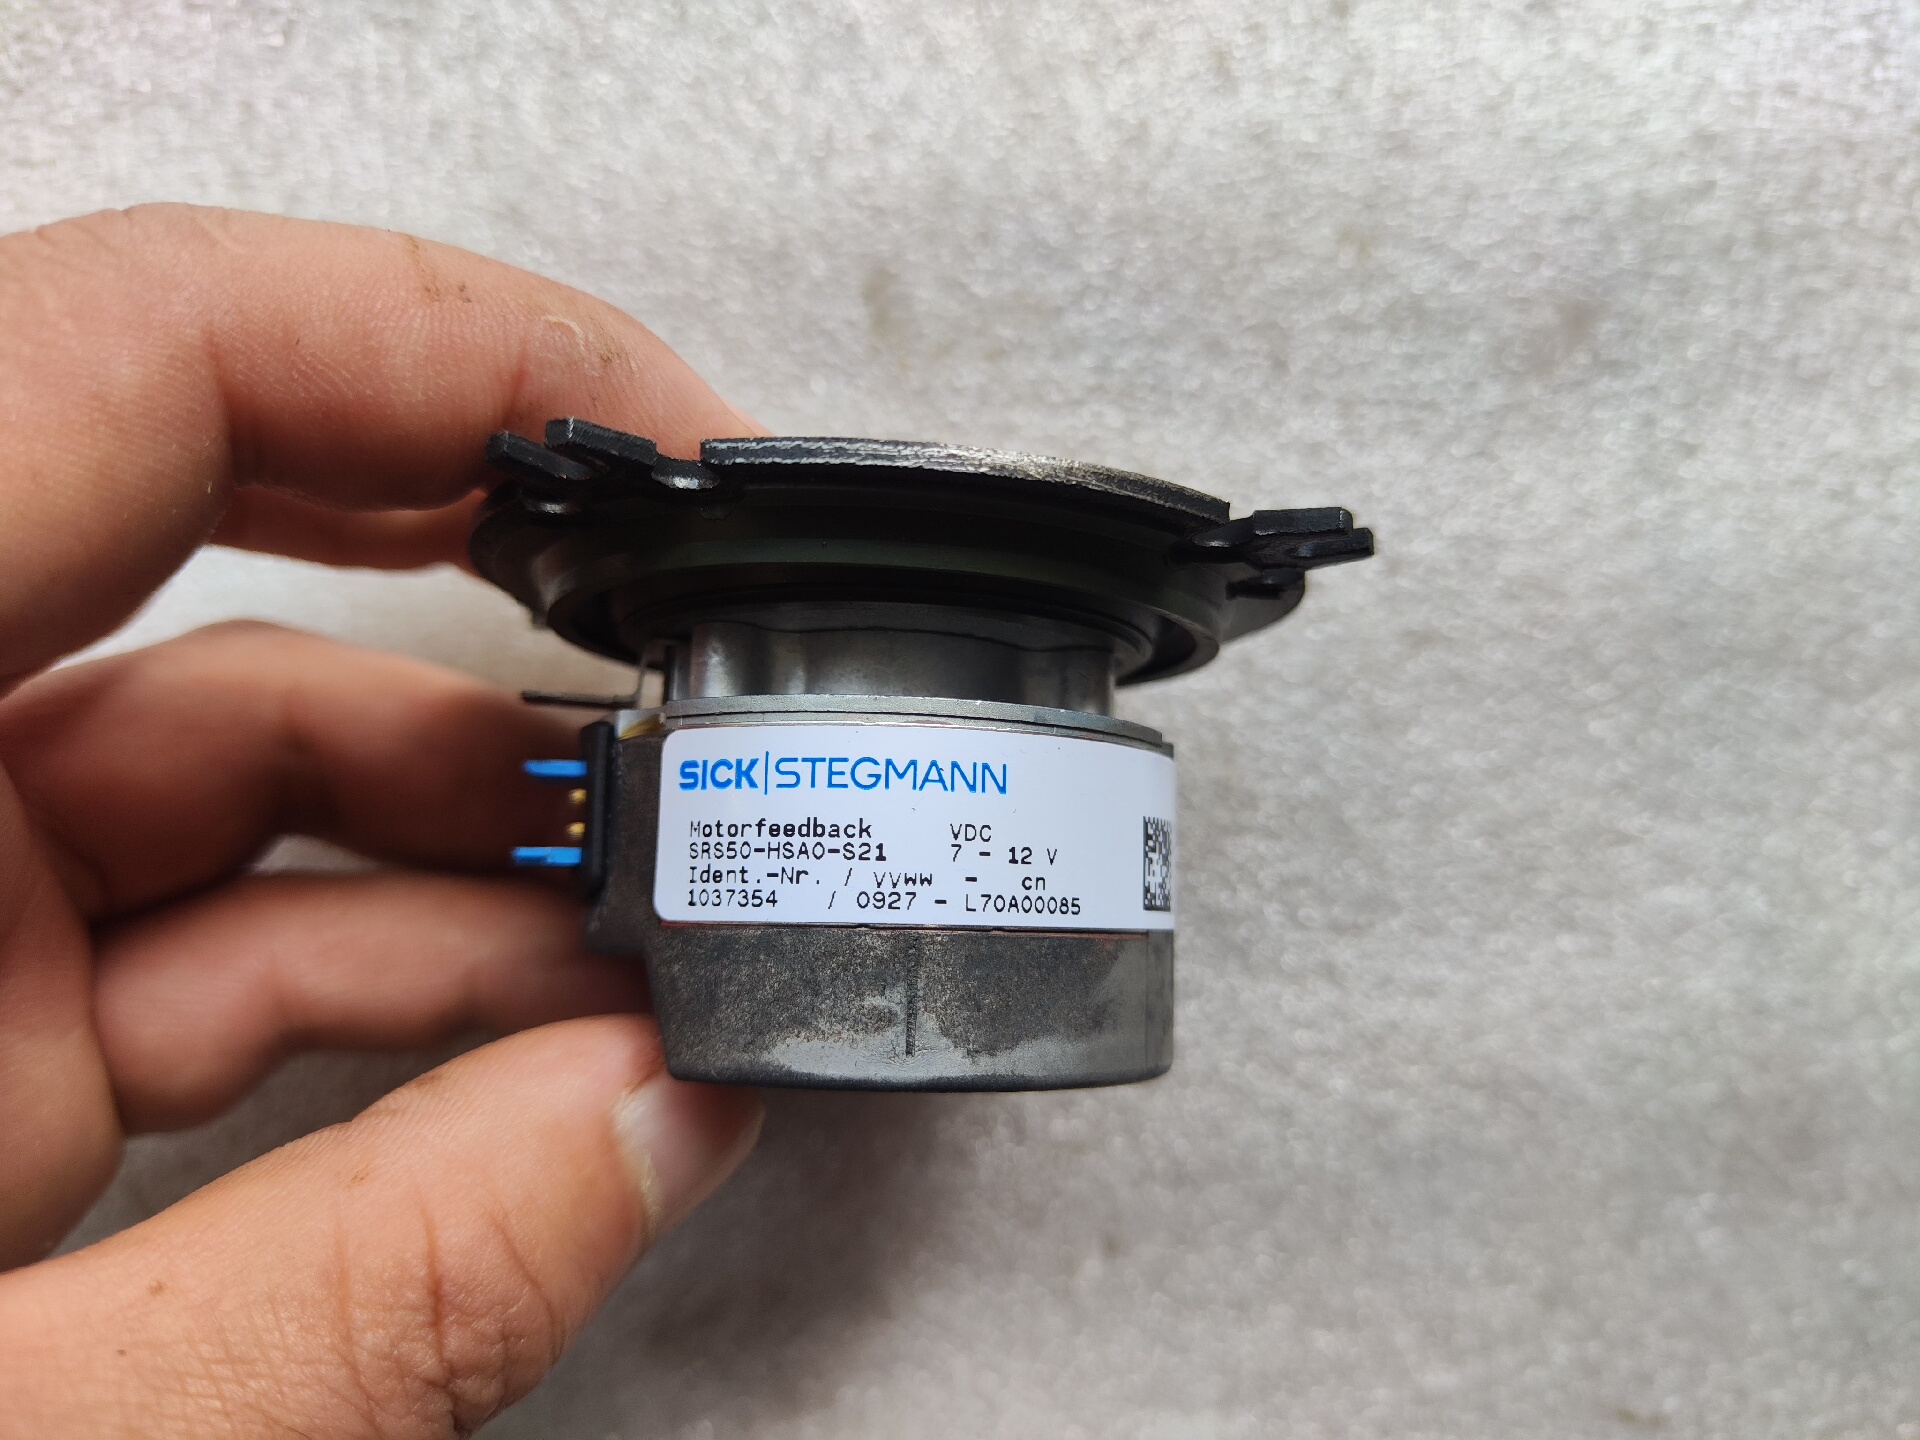 SICK|STEGMANN
Motorfeedback VDC
SRS50-HSA0-S21 7 - 12 V
Ident.-Nr. / yyww - cn
1037354 / 0927 - L70A00085